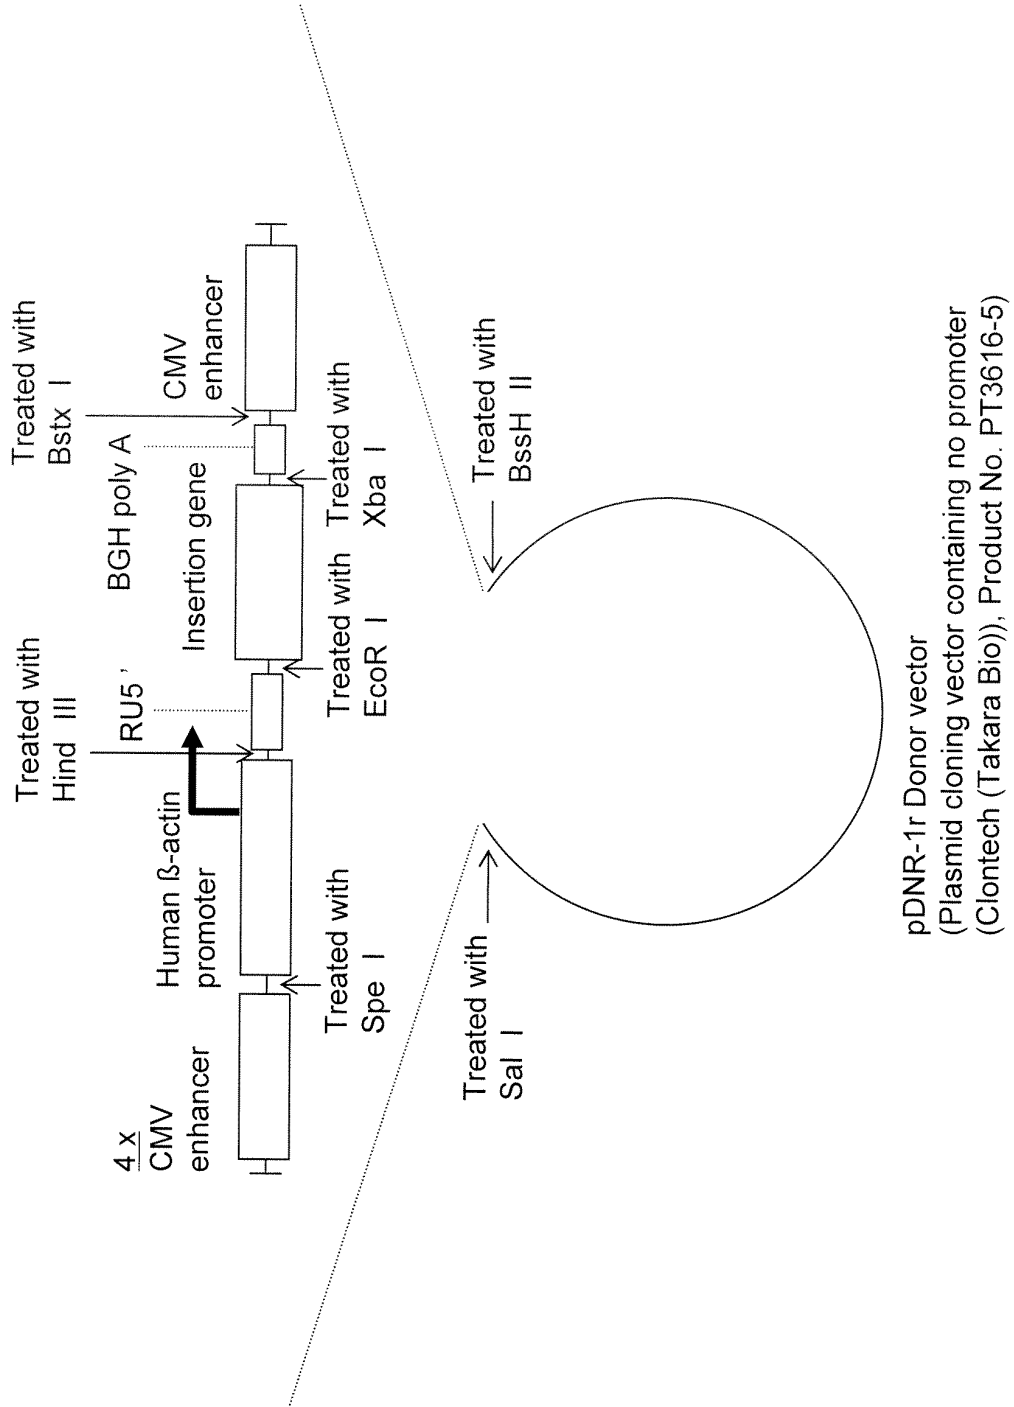 4 x
CMV
enhancer
Human ß-actin
promoter
Treated with
Spe I
Treated with
Hind III
RU5 ’
Treated with
EcoR I
Insertion gene
BGH poly A
Treated with
Xba I
Treated with
Bstx I
CMV
enhancer
Treated with
Sal I
Treated with
BssH II
pDNR-1r Donor vector
(Plasmid cloning vector containing no promoter
(Clontech (Takara Bio)), Product No. PT3616-5)